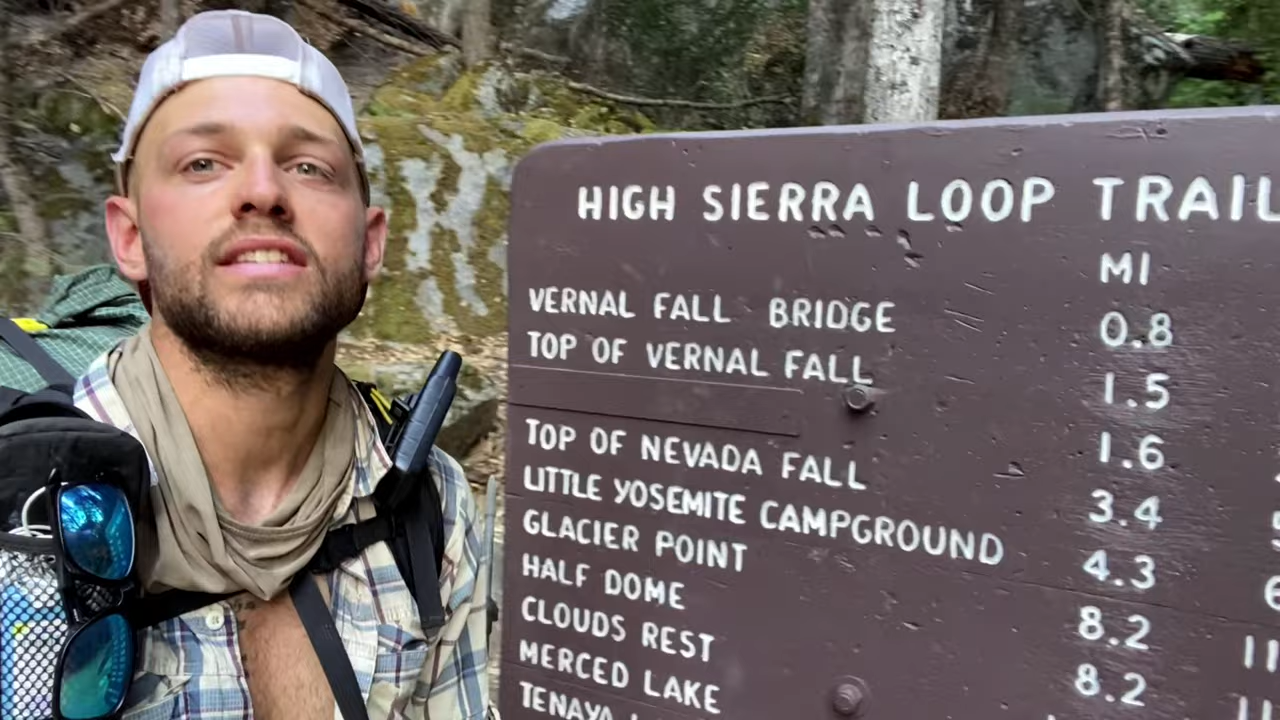 HIGH SIERRA LOOP TRAIL
MI
VERNAL FALL BRIDGE 0.8
TOP OF VERNAL FALL 1.5
1.6
TOP OF NEVADA FALL 3.4
LITTLE YOSEMITE CAMPGROUND 4.3
GLACIER POINT 8.2
HALF DOME 8.2
CLOUDS REST
MERCED LAKE
TENAYA